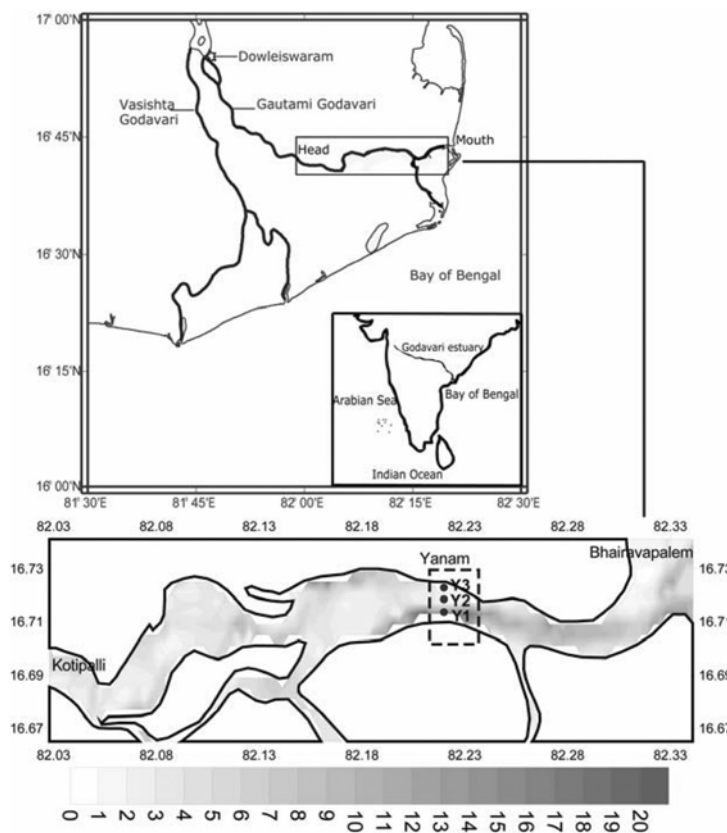 17° 00'N
Dowleiswaram
Vasishta
Godavari
Gautami Godavari
16° 45'N
Head
Mouth
16° 30'N
Bay of Bengal
Godavari estuary
16° 15'N
Arabian Sea
Bay of Bengal
Indian Ocean
16° 00'N
81° 30'E 81° 45'E 82° 00'E 82° 15'E 82° 30'E
82.03 82.08 82.13 82.18 82.23 82.28 82.33
Yanam
Bhairavapalem
16.73 16.73
Y3
Y2
16.71 16.71
Y1
Kotipalli
16.69 16.69
16.67 16.67
82.03 82.08 82.13 82.18 82.23 82.28 82.33
0 1 2 3 4 5 6 7 8 9 10 11 12 13 14 15 16 17 18 19 20